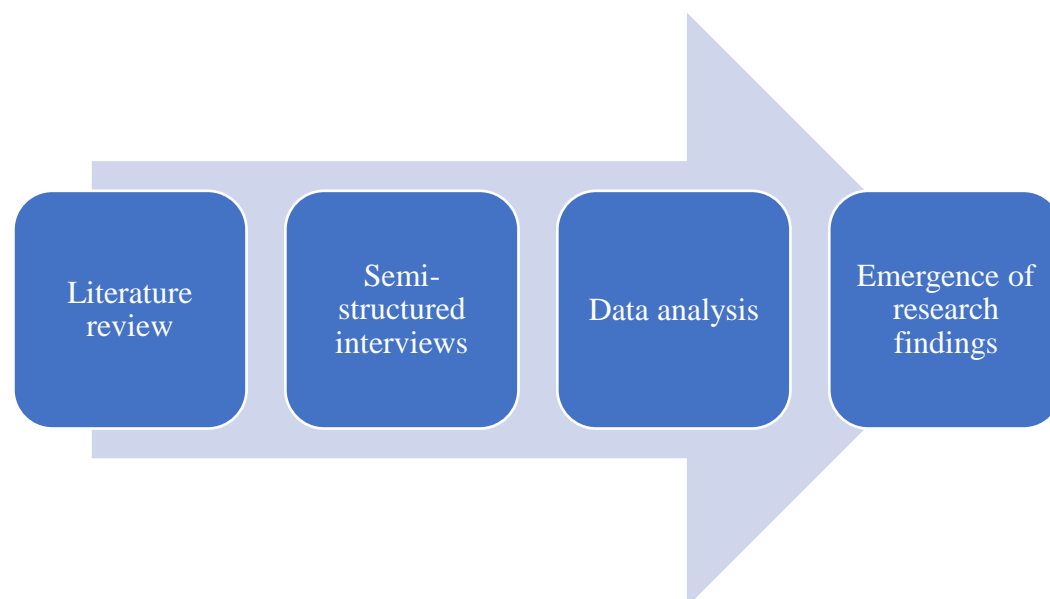 Literature
review
Semi-
structured
interviews
Data analysis
Emergence of
research
findings